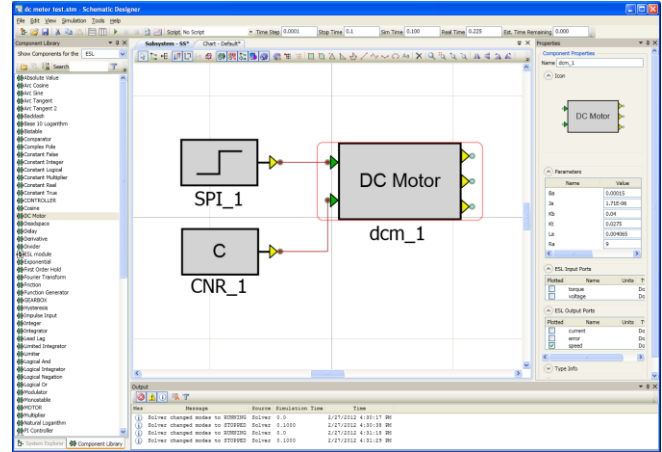 dc motor test.stm - Schematic Designer
File Edit View Simulation Tools Help
Script No Script Time Step 0.0001 Stop Time 0.1 Sim Time 0.100 Real Time 0.225 Est. Time Remaining 0.000
Component Library
Show Components for the ESL
Search
Absolute Value
Arc Cosine
Arc Sine
Arc Tangent
Arc Tangent 2
Backlash
Base 10 Logarithm
Bistable
Comparator
Complex Pole
Constant False
Constant Integer
Constant Logical
Constant Multiplier
Constant Real
Constant True
CONTROLLER
Cosine
DC Motor
Deadspace
Delay
Derivative
Divider
ESL module
Exponential
First Order Hold
Fourier Transform
Friction
Function Generator
GEARBOX
Hysteresis
Impulse Input
Integer
Integrator
Lead Lag
Limited Integrator
Limiter
Logical And
Logical Integrator
Logical Negation
Logical Or
Modulator
Monostable
MOTOR
Multiplier
Natural Logarithm
PI Controller
System Explorer Component Library
Subsystem - SS* Chart - Default*
SPI_1
C
CNR_1
DC Motor
dcm_1
Output
Message Source Simulation Time Time
Solver changed modes to RUNNING Solver 0.0 2/27/2012 4:30:17 PM
Solver changed modes to STOPPED Solver 0.1000 2/27/2012 4:30:38 PM
Solver changed modes to RUNNING Solver 0.0 2/27/2012 4:31:18 PM
Solver changed modes to STOPPED Solver 0.1000 2/27/2012 4:31:29 PM
Properties
Component Properties
Name dcm_1
Icon
DC Motor
Parameters
Name Value
Ba 0.00015
Ja 1.71E-06
Kb 0.04
Kt 0.0275
La 0.004065
Ra 9
ESL Input Ports
Plotted Name Units T
torque Do
voltage Do
ESL Output Ports
Plotted Name Units T
current Do
error Do
speed Do
Type Info